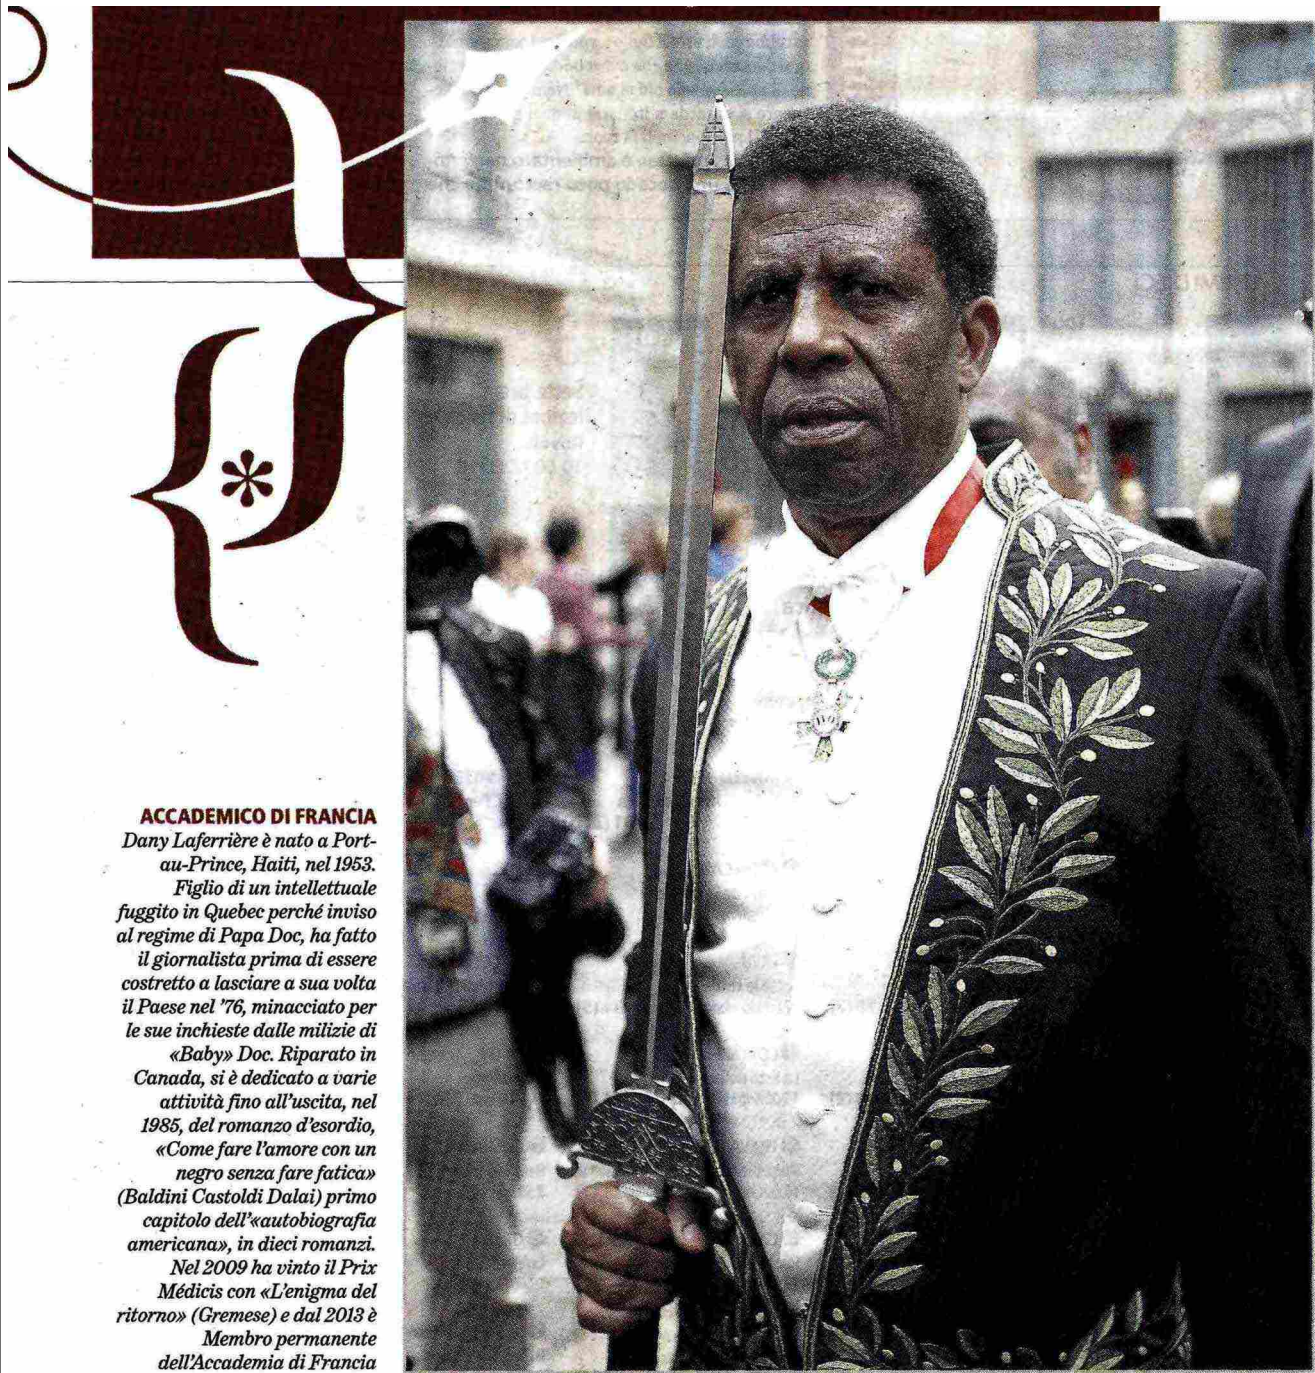 ACCADEMICO DI FRANCIA
Dany Laferrière è nato a Port-
au-Prince, Haiti, nel 1953.
Figlio di un intellettuale
fuggito in Quebec perché inviso
al regime di Papa Doc, ha fatto
il giornalista prima di essere
costretto a lasciare a sua volta
il Paese nel ’76, minacciato per
le sue inchieste dalle milizie di
«Baby» Doc. Riparato in
Canada, si è dedicato a varie
attività fino all’uscita, nel
1985, del romanzo d’esordio,
«Come fare l’amore con un
negro senza fare fatica»
(Baldini Castoldi Dalai) primo
capitolo dell’«autobiografia
americana», in dieci romanzi.
Nel 2009 ha vinto il Prix
Médicis con «L’enigma del
ritorno» (Gremese) e dal 2013 è
Membro permanente
dell’Accademia di Francia